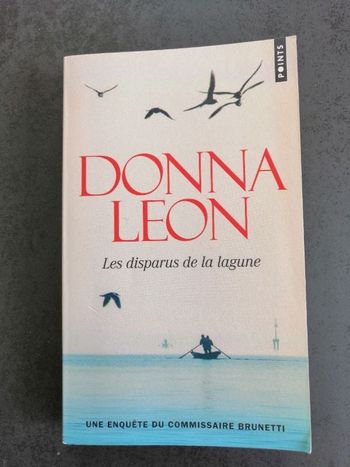 POINTS
DONNA
LEON
Les disparus de la lagune
UNE ENQUÊTE DU COMMISSAIRE BRUNETTI